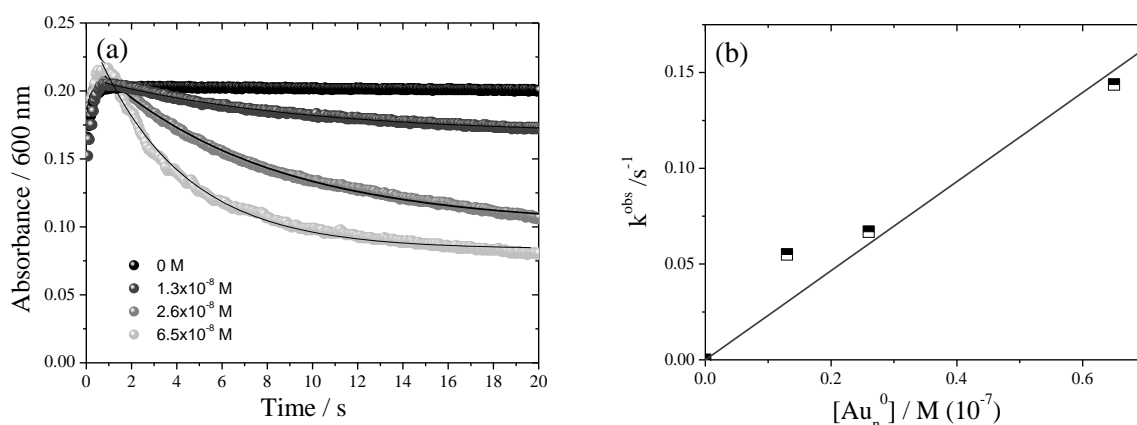 (a)
Absorbance / 600 nm
0.25
0.20
0.15
0.10
0.05
0.00
0 M
1.3x10⁻⁸ M
2.6x10⁻⁸ M
6.5x10⁻⁸ M
0 2 4 6 8 10 12 14 16 18 20
Time / s
(b)
k^obs /s⁻¹
0.15
0.10
0.05
0.00
0.0 0.2 0.4 0.6
[Auₙ⁰] / M (10⁻⁷)